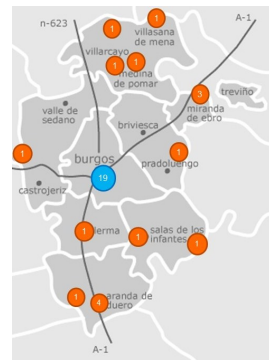 n-623
1
1
villasana
de mena
A-1
villarcayo
1
1
medina
de pomar
3
miranda
de ebro
treviño
valle de
sedano
briviesca
1
burgos
1
pradoluengo
19
castrojeriz
1
lerma
1
salas de los
infantes
1
1
4
aranda de
duero
A-1